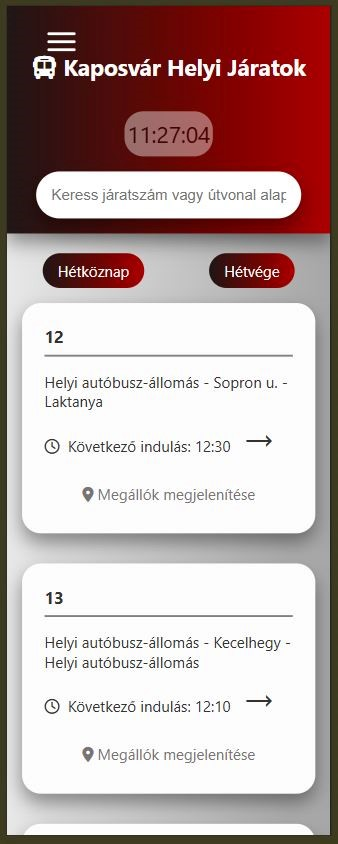 Kaposvár Helyi Járatok
11:27:04
Keress járatszám vagy útvonal alap
Hétköznap
Hétvége
12
Helyi autóbusz-állomás - Sopron u. -
Laktanya
Következő indulás: 12:30
Megállók megjelenítése
13
Helyi autóbusz-állomás - Kecelhegy -
Helyi autóbusz-állomás
Következő indulás: 12:10
Megállók megjelenítése